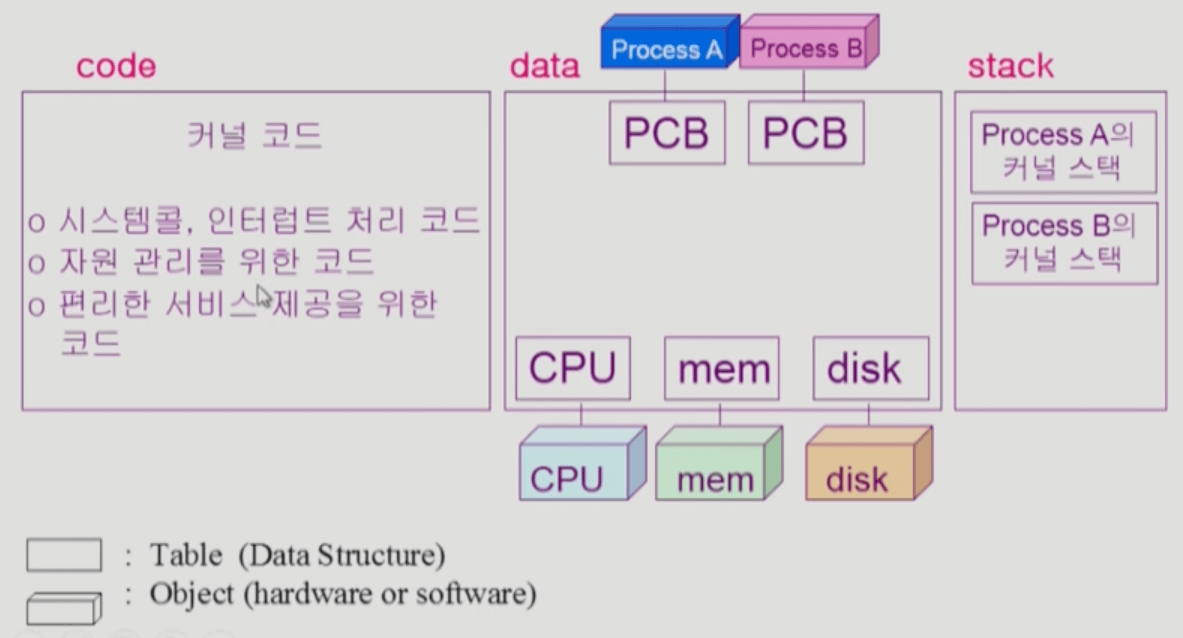 code
커널 코드
o 시스템콜, 인터럽트 처리 코드
o 자원 관리를 위한 코드
o 편리한 서비스 제공을 위한
코드
data
Process A
Process B
PCB
PCB
CPU
mem
disk
CPU
mem
disk
stack
Process A의
커널 스택
Process B의
커널 스택
: Table (Data Structure)
: Object (hardware or software)